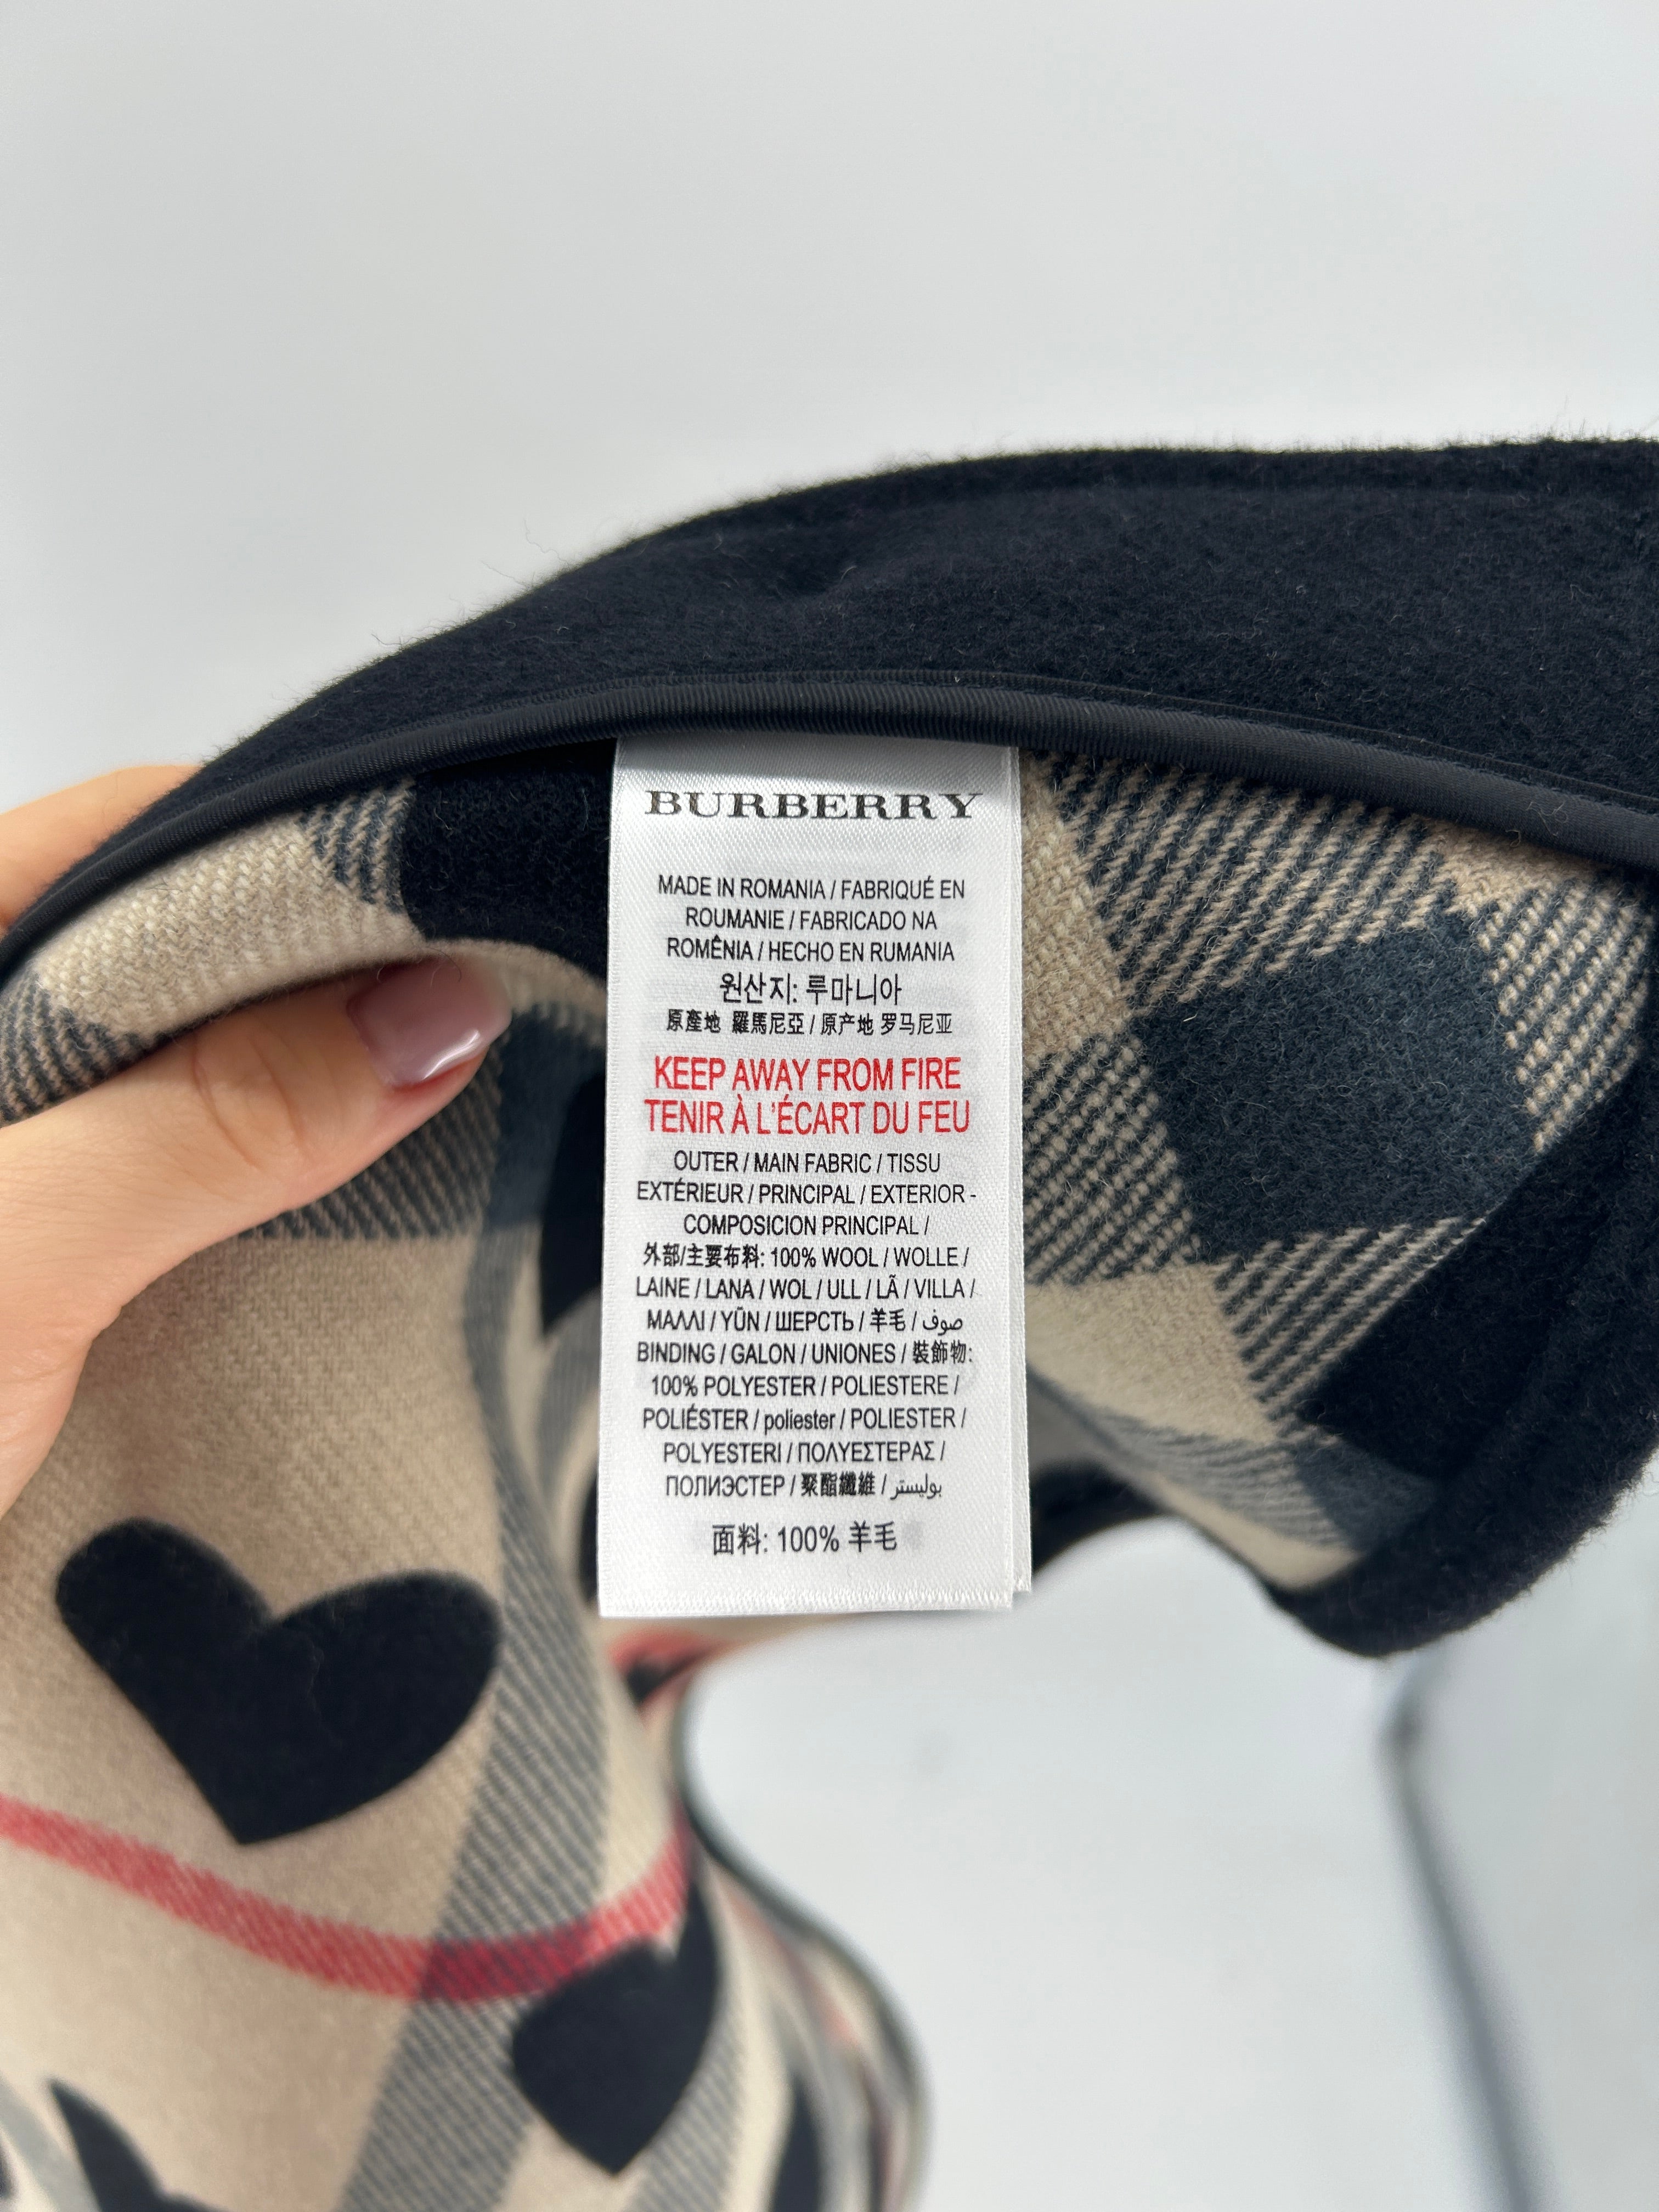 BURBERRY
MADE IN ROMANIA / FABRIQUÉ EN
ROUMANIE / FABRICADO NA
ROMÊNIA / HECHO EN RUMANIA
원산지: 루마니아
原產地 羅馬尼亞 / 原产地 罗马尼亚
KEEP AWAY FROM FIRE
TENIR À L'ÉCART DU FEU
OUTER / MAIN FABRIC / TISSU
EXTÉRIEUR / PRINCIPAL / EXTERIOR -
COMPOSICION PRINCIPAL /
外部/主要布料: 100% WOOL / WOLLE /
LAINE / LANA / WOL / ULL / LÃ / VILLA /
ΜΑΛΛΙ / YÜN / ШЕРСТЬ / 羊毛 / صوف
BINDING / GALON / UNIONES / 裝飾物:
100% POLYESTER / POLIESTERE /
POLIÉSTER / poliester / POLIESTER /
POLYESTERI / ΠΟΛΥΕΣΤΕΡΑΣ /
ПОЛИЭСТЕР / 聚酯纖維 / بوليستر
面料: 100% 羊毛